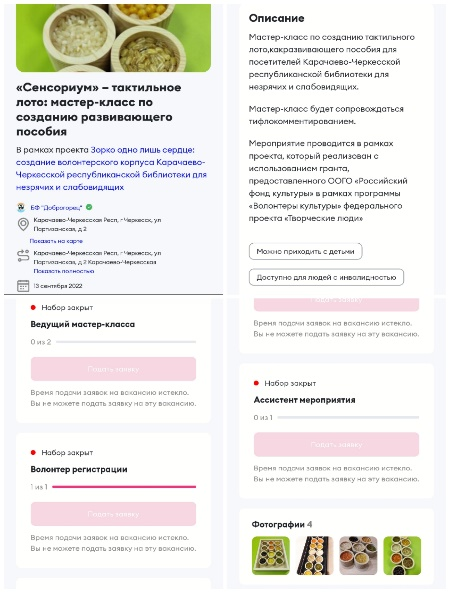 «Сенсориум» – тактильное
лото: мастер-класс по
созданию развивающего
пособия
В рамках проекта Зорко одно лишь сердце:
создание волонтерского корпуса Карачаево-
Черкесской республиканской библиотеки для
незрячих и слабовидящих
БФ "Доброгорец"
Карачаево-Черкесская Респ, г Черкесск, ул
Партизанская, д 2
Показать на карте
Карачаево-Черкесская Респ, г Черкесск, ул
Партизанская, д 2 Карачаево-Черкесская
Показать полностью
13 сентября 2022
Описание
Мастер-класс по созданию тактильного
лото,какразвивающего пособия для
посетителей Карачаево-Черкесской
республиканской библиотеки для
незрячих и слабовидящих.
Мастер-класс будет сопровождаться
тифлокомментированием.
Мероприятие проводится в рамках
проекта, который реализован с
использованием гранта,
предоставленного ООГО «Российский
фонд культуры» в рамках программы
«Волонтеры культуры» федерального
проекта «Творческие люди»
Можно приходить с детьми
Доступно для людей с инвалидностью
Набор закрыт
Ведущий мастер-класса
0 из 2
Подать заявку
Время подачи заявок на вакансию истекло.
Вы не можете подать заявку на эту вакансию.
Набор закрыт
Волонтер регистрации
1 из 1
Подать заявку
Время подачи заявок на вакансию истекло.
Вы не можете подать заявку на эту вакансию.
Подать заявку
Время подачи заявок на вакансию истекло.
Вы не можете подать заявку на эту вакансию.
Набор закрыт
Ассистент мероприятия
0 из 1
Подать заявку
Время подачи заявок на вакансию истекло.
Вы не можете подать заявку на эту вакансию.
Фотографии 4